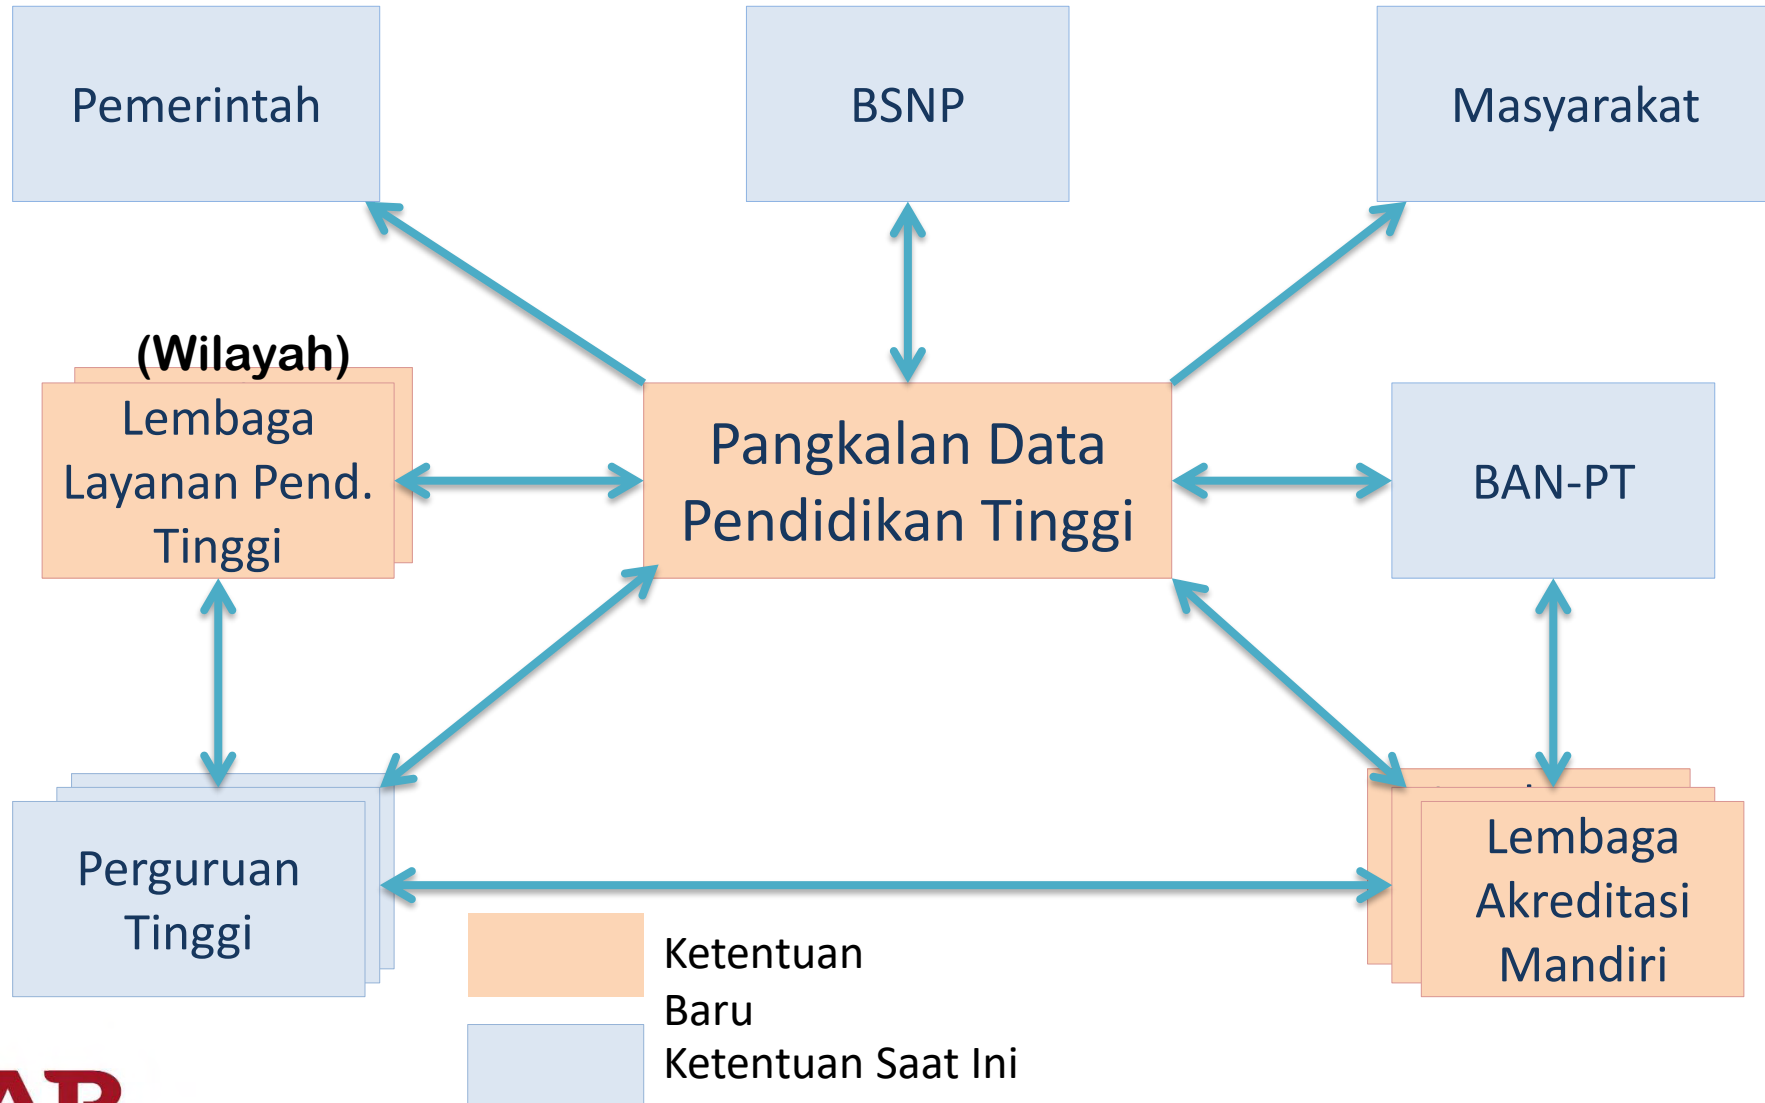 Pemerintah
BSNP
Masyarakat
(Wilayah)
Lembaga
Layanan Pend.
Tinggi
Pangkalan Data
Pendidikan Tinggi
BAN-PT
Perguruan
Tinggi
Lembaga
Akreditasi
Mandiri
Ketentuan
Baru
Ketentuan Saat Ini